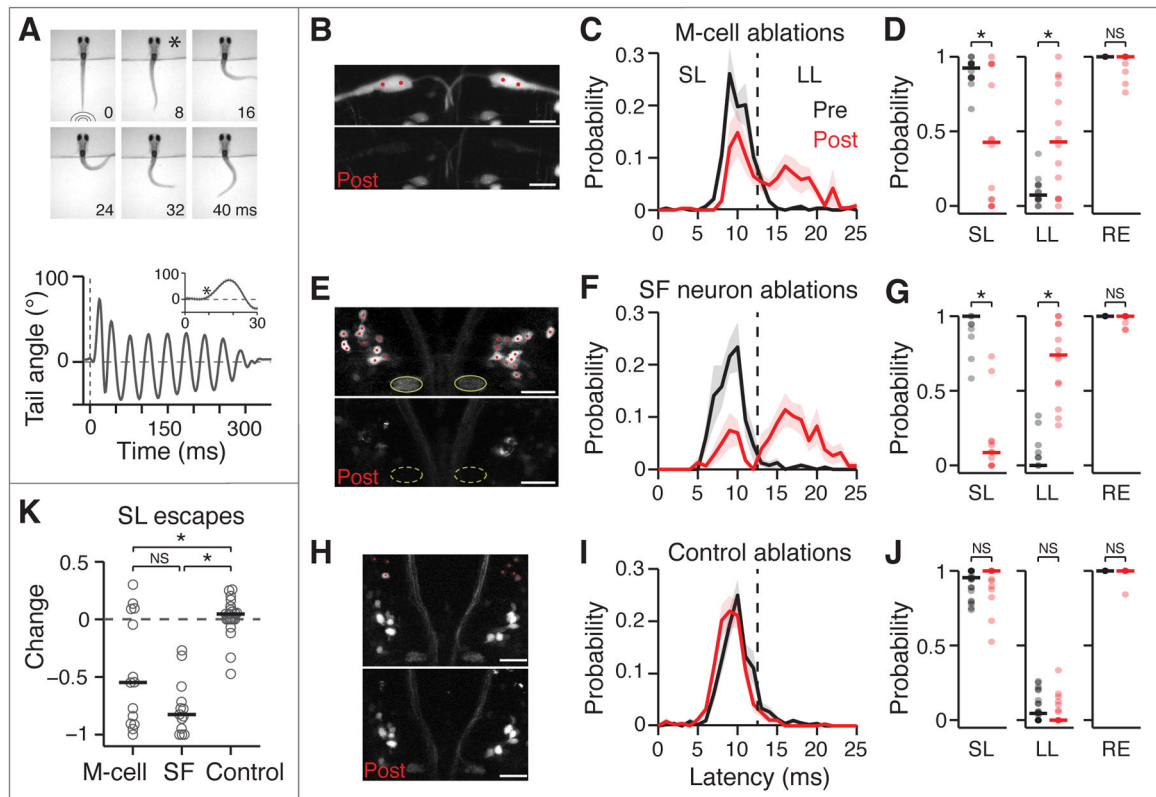 A
*
0
8
16
24
32
40 ms
Tail angle (°)
100
0
0
150
300
Time (ms)
100
0
*
0
30
B
Post
C
M-cell ablations
SL
LL
Pre
Post
Probability
0.3
0.2
0.1
0
0
5
10
15
20
25
D
*
*
NS
Probability
1
0.5
0
SL
LL
RE
E
Post
F
SF neuron ablations
Probability
0.3
0.2
0.1
0
0
5
10
15
20
25
G
*
*
NS
Probability
1
0.5
0
SL
LL
RE
H
Post
I
Control ablations
Probability
0.3
0.2
0.1
0
0
5
10
15
20
25
Latency (ms)
J
NS
NS
NS
Probability
1
0.5
0
SL
LL
RE
K
SL escapes
*
NS
*
Change
0.5
0
−0.5
−1
M-cell
SF
Control